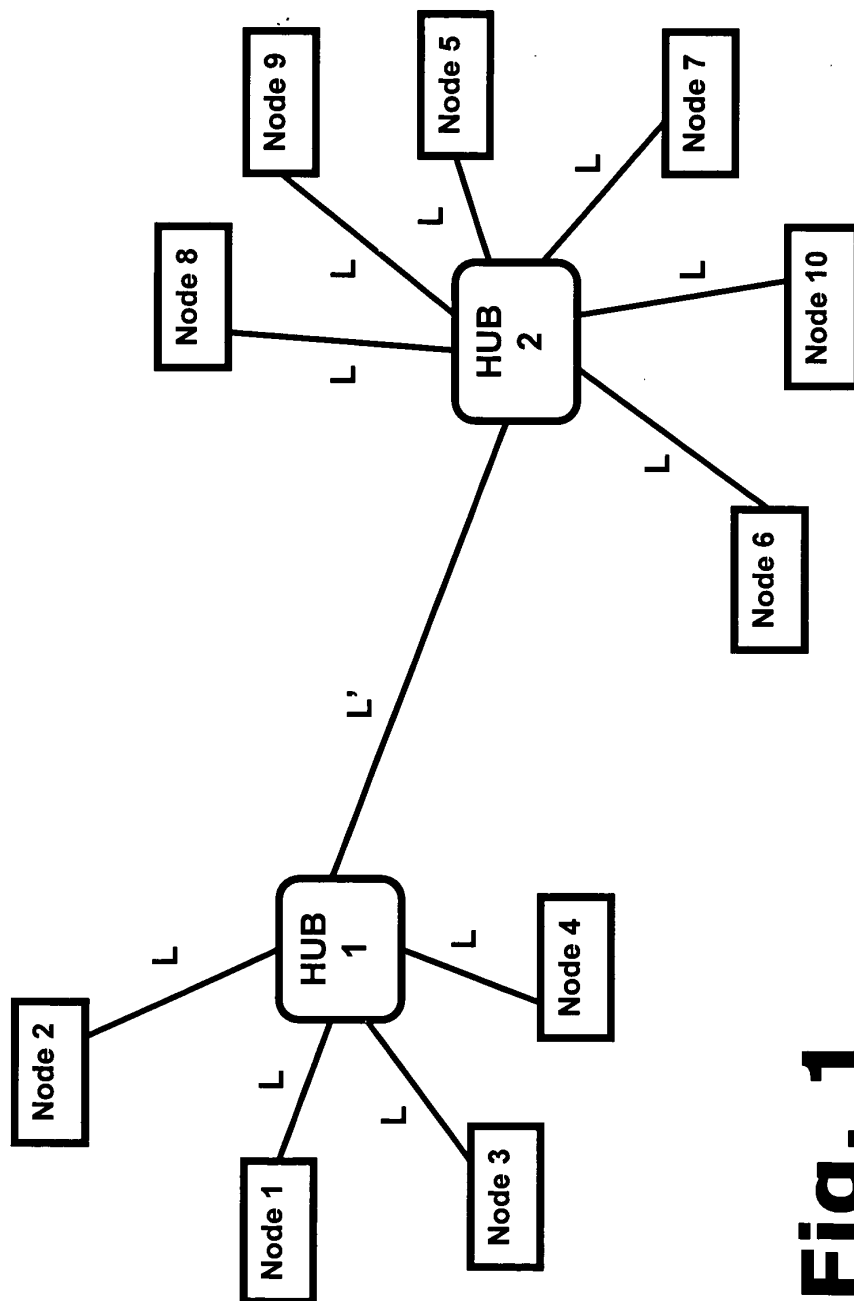 Node 2
L
Node 8
Node 1
L
Node 9
HUB
1
L
L
L'
L
L
Node 5
L
Node 3
HUB
2
Node 4
L
L
L
Node 7
Node 6
Node 10
Fig. 1